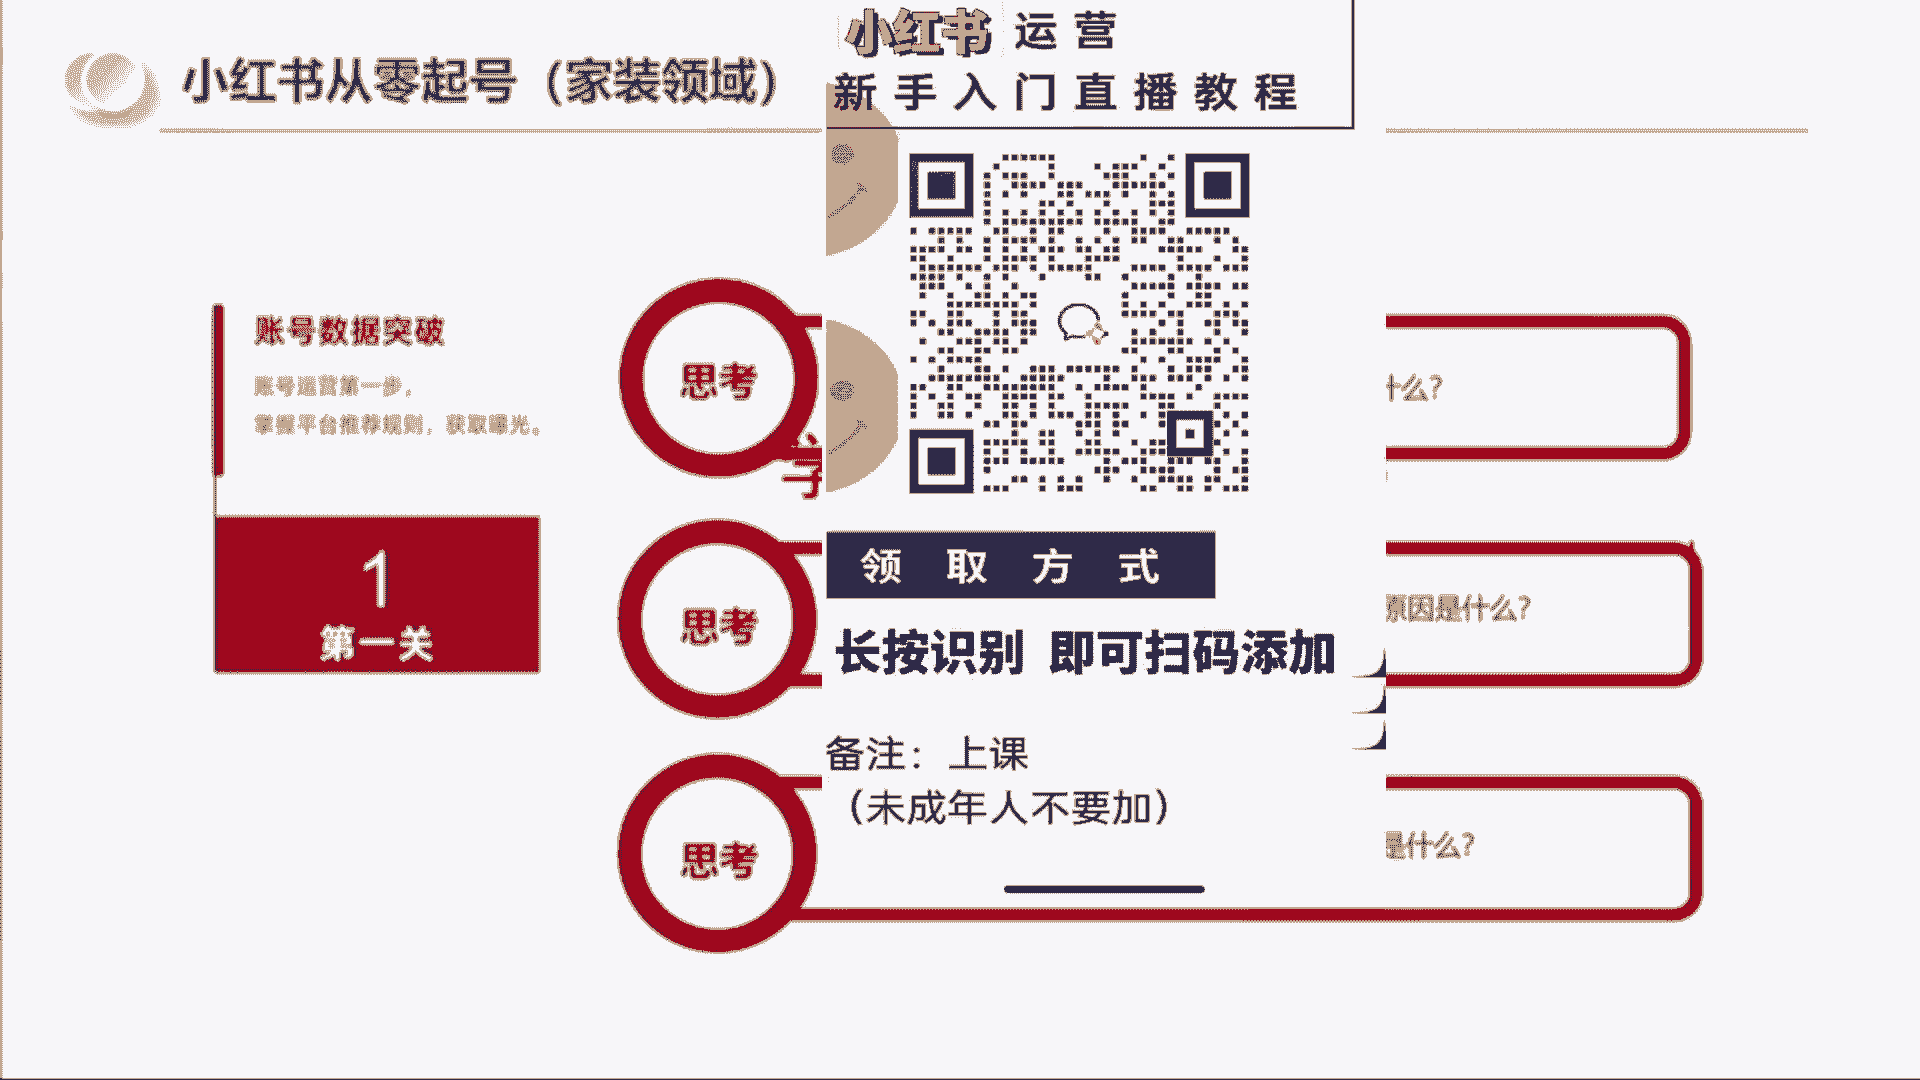 小红书从零起号（家装领域）
小红书 运营
新手入门直播教程
账号数据突破
账号运营第一步，
掌握平台推荐规则，获取曝光。
1
第一关
思考
什么？
学
思考
原因是什么？
思考
是什么？
领取方式
长按识别 即可扫码添加
备注：上课
（未成年人不要加）